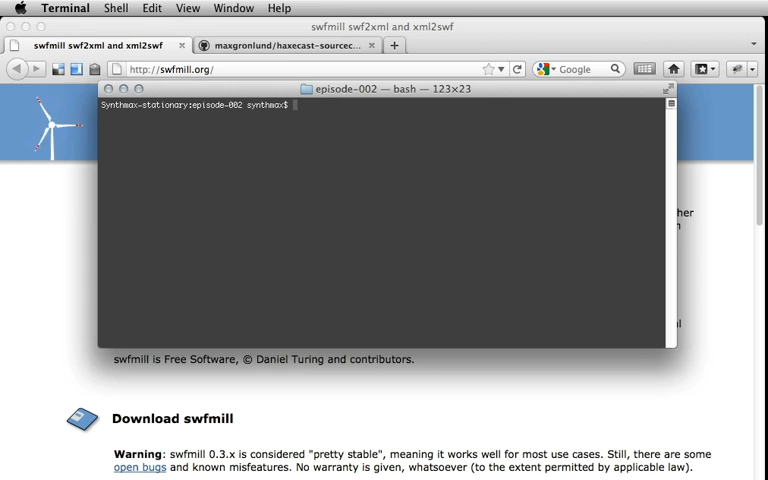 Terminal Shell Edit View Window Help
swfmill swf2xml and xml2swf
swfmill swf2xml and xml2swf
maxgronlund/haxecast-sourcec...
http://swfmill.org/
Google
episode-002 — bash — 123×23
Synthmax-stationary:episode-002 synthmax$
her
swfmill is Free Software, © Daniel Turing and contributors.
Download swfmill
Warning: swfmill 0.3.x is considered "pretty stable", meaning it works well for most use cases. Still, there are some
open bugs and known misfeatures. No warranty is given, whatsoever (to the extent permitted by applicable law).